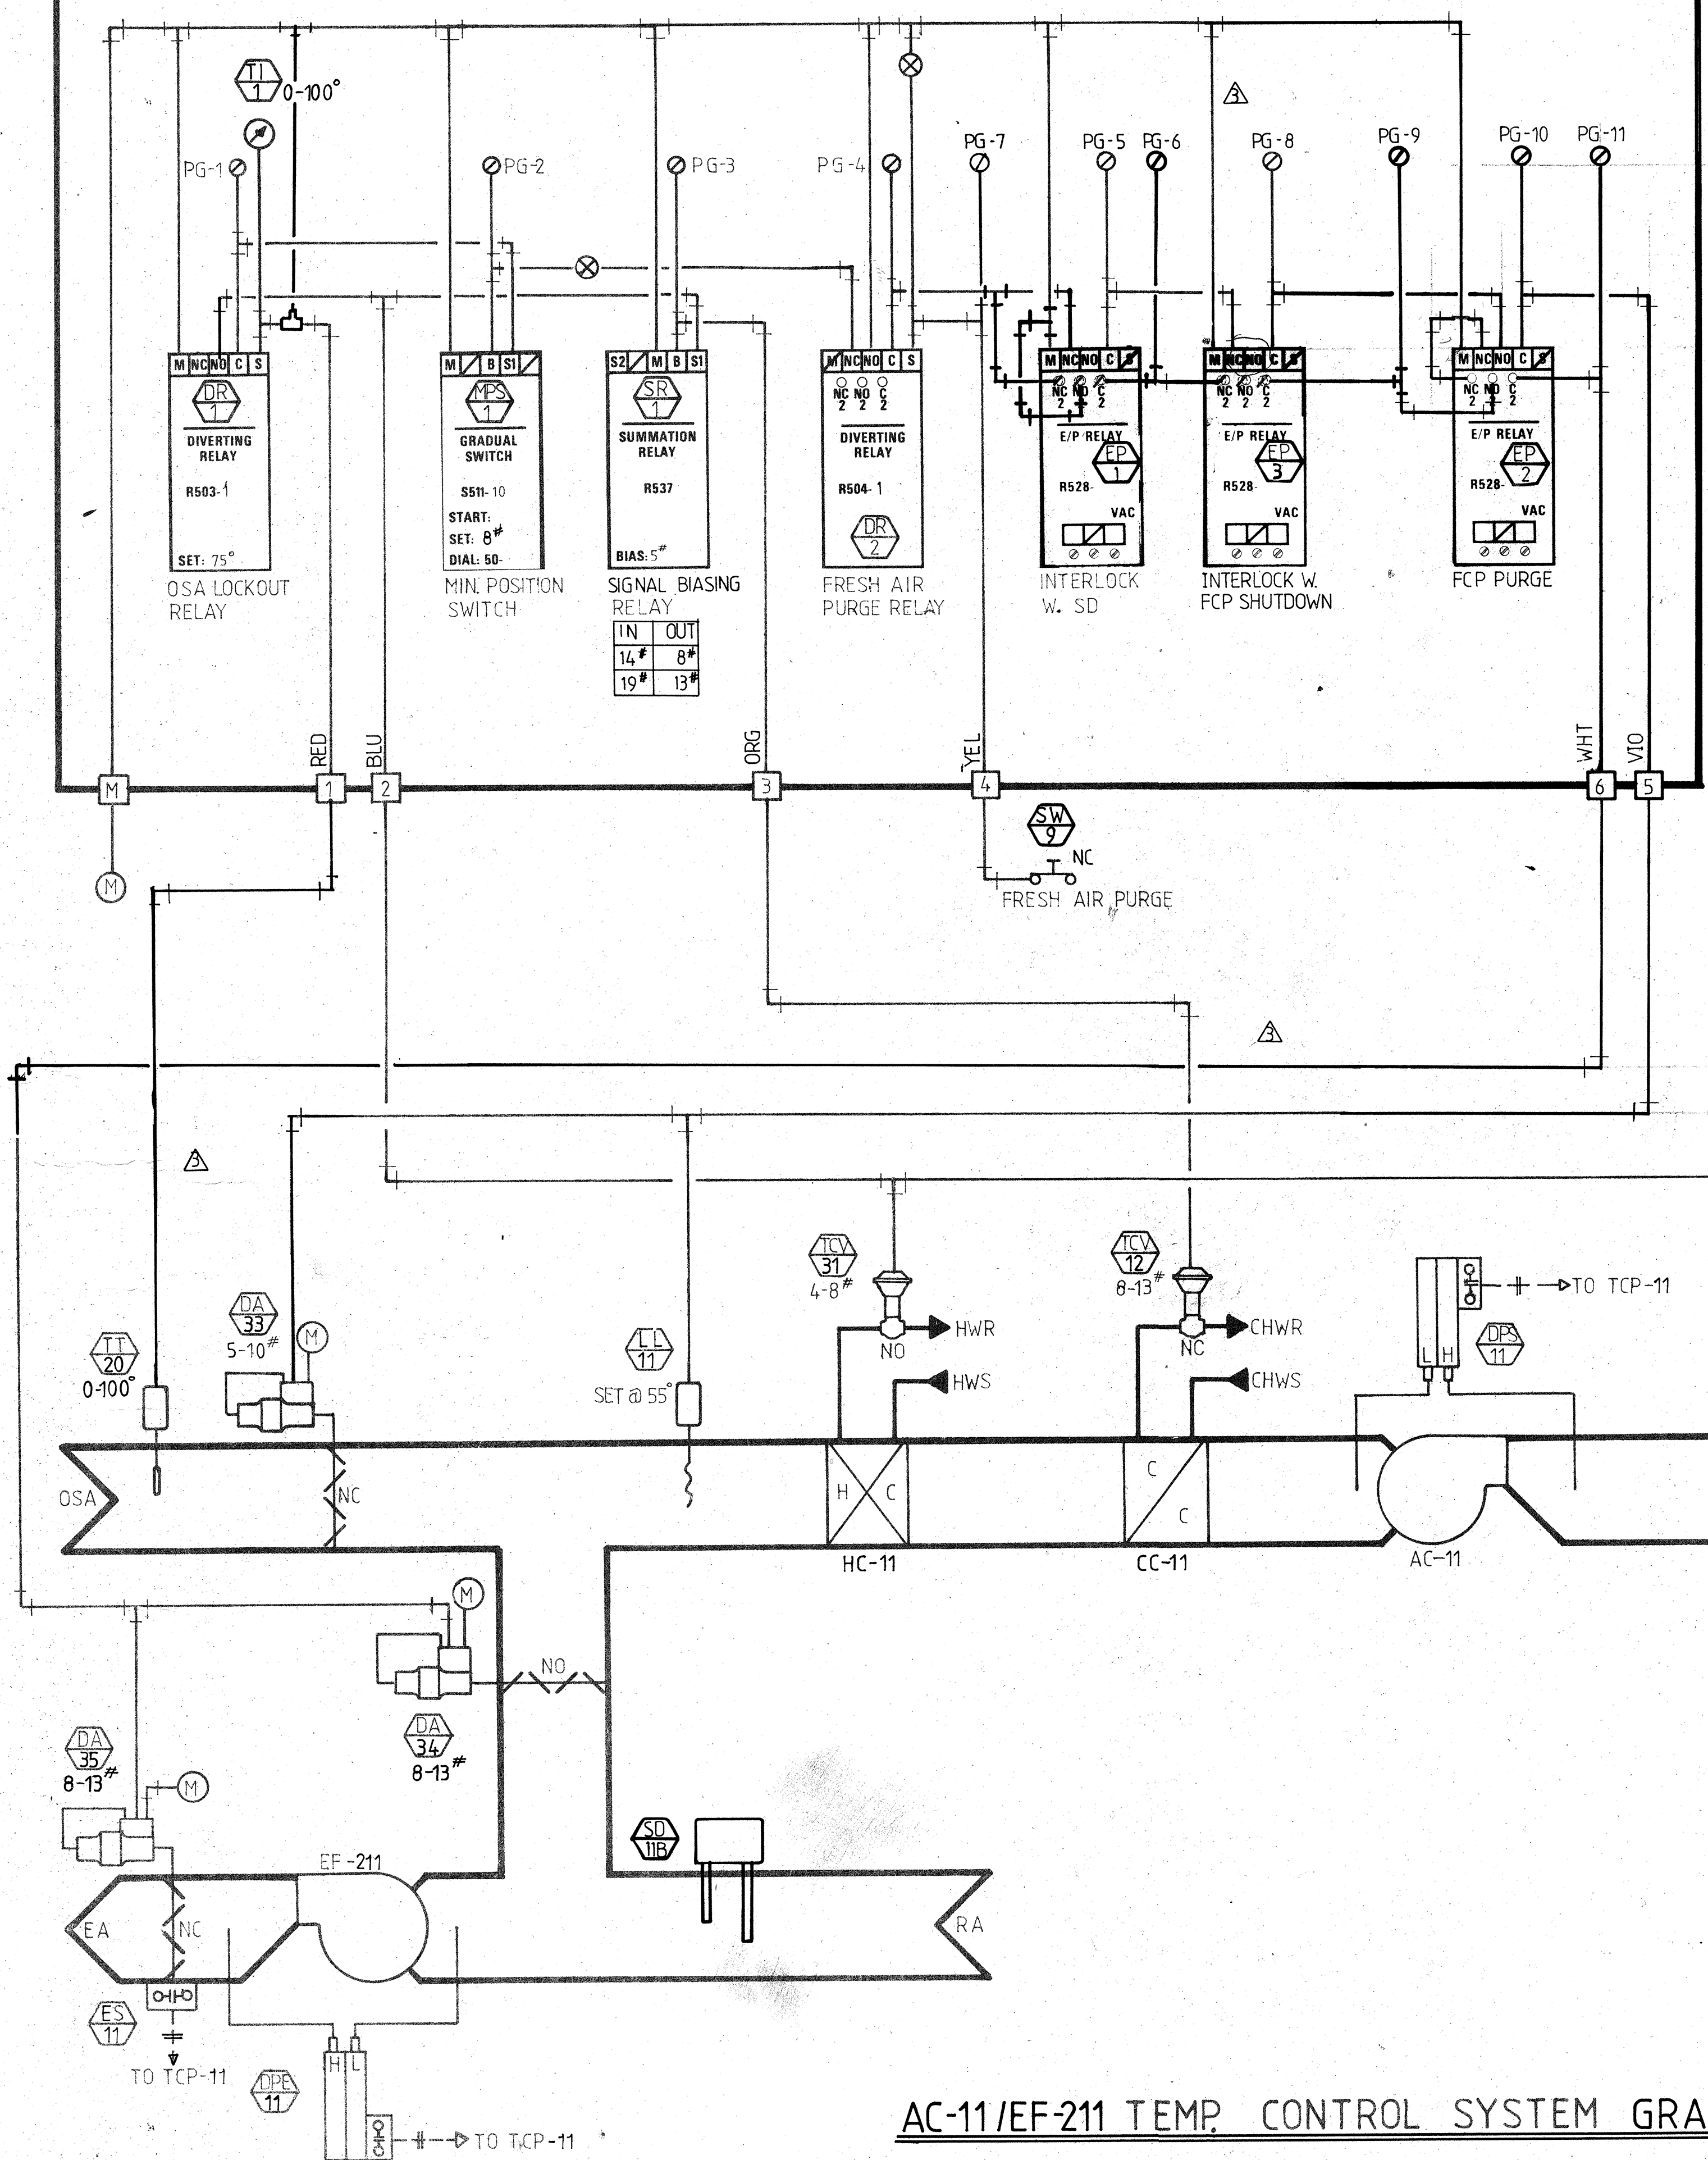 TI
1
0-100°
3
PG-1
PG-2
PG-3
PG-4
PG-7
PG-5
PG-6
PG-8
PG-9
PG-10
PG-11
M NC NO C S
DR
1
DIVERTING
RELAY
R503-1
SET: 75°
OSA LOCKOUT
RELAY
M B S1
MPS
1
GRADUAL
SWITCH
S511-10
START:
SET: 8#
DIAL: 50-
MIN. POSITION
SWITCH
S2 M B S1
SR
1
SUMMATION
RELAY
R537
BIAS: 5#
SIGNAL BIASING
RELAY
IN OUT
14# 8#
19# 13#
M NC NO C S
NC NO C
2 2 2
DIVERTING
RELAY
R504-1
DR
2
FRESH AIR
PURGE RELAY
M NC NO C S
NC NO C
2 2 2
E/P RELAY
EP
1
R528-
VAC
INTERLOCK
W. SD
M NC NO C S
NC NO C
2 2 2
E/P RELAY
EP
3
R528-
VAC
INTERLOCK W.
FCP SHUTDOWN
M NC NO C S
NC NO C
2 2 2
E/P RELAY
EP
2
R528-
VAC
FCP PURGE
RED
BLU
ORG
YEL
WHT
VIO
M
1
2
3
4
6
5
M
SW
9
NC
FRESH AIR PURGE
3
3
TCV
31
4-8#
TCV
12
8-13#
TO TCP-11
DA
33
5-10#
M
LL
11
SET @ 55°
HWR
NO
HWS
CHWR
NC
CHWS
DPS
11
L H
TT
20
0-100°
OSA
NC
H C
C
C
HC-11
CC-11
AC-11
M
NO
DA
34
8-13#
DA
35
8-13#
M
SD
11B
EF-211
EA
NC
RA
ES
11
TO TCP-11
DPE
11
H L
TO TCP-11
AC-11/EF-211 TEMP. CONTROL SYSTEM GRA